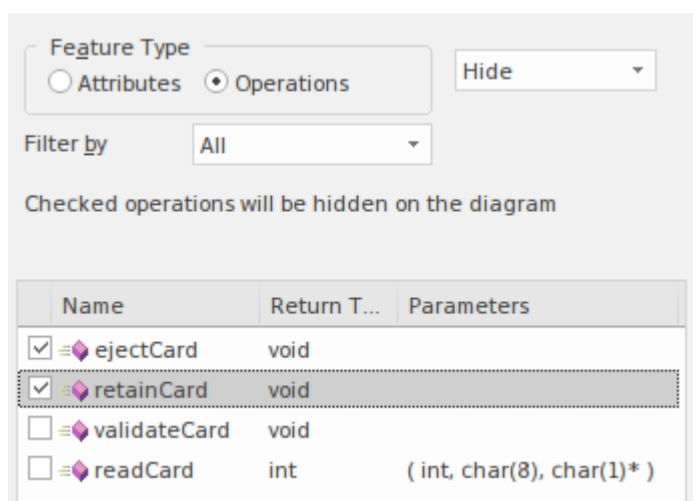 Feature Type
Attributes Operations Hide
Filter by All
Checked operations will be hidden on the diagram
Name Return T... Parameters
ejectCard void
retainCard void
validateCard void
readCard int ( int, char(8), char(1)* )